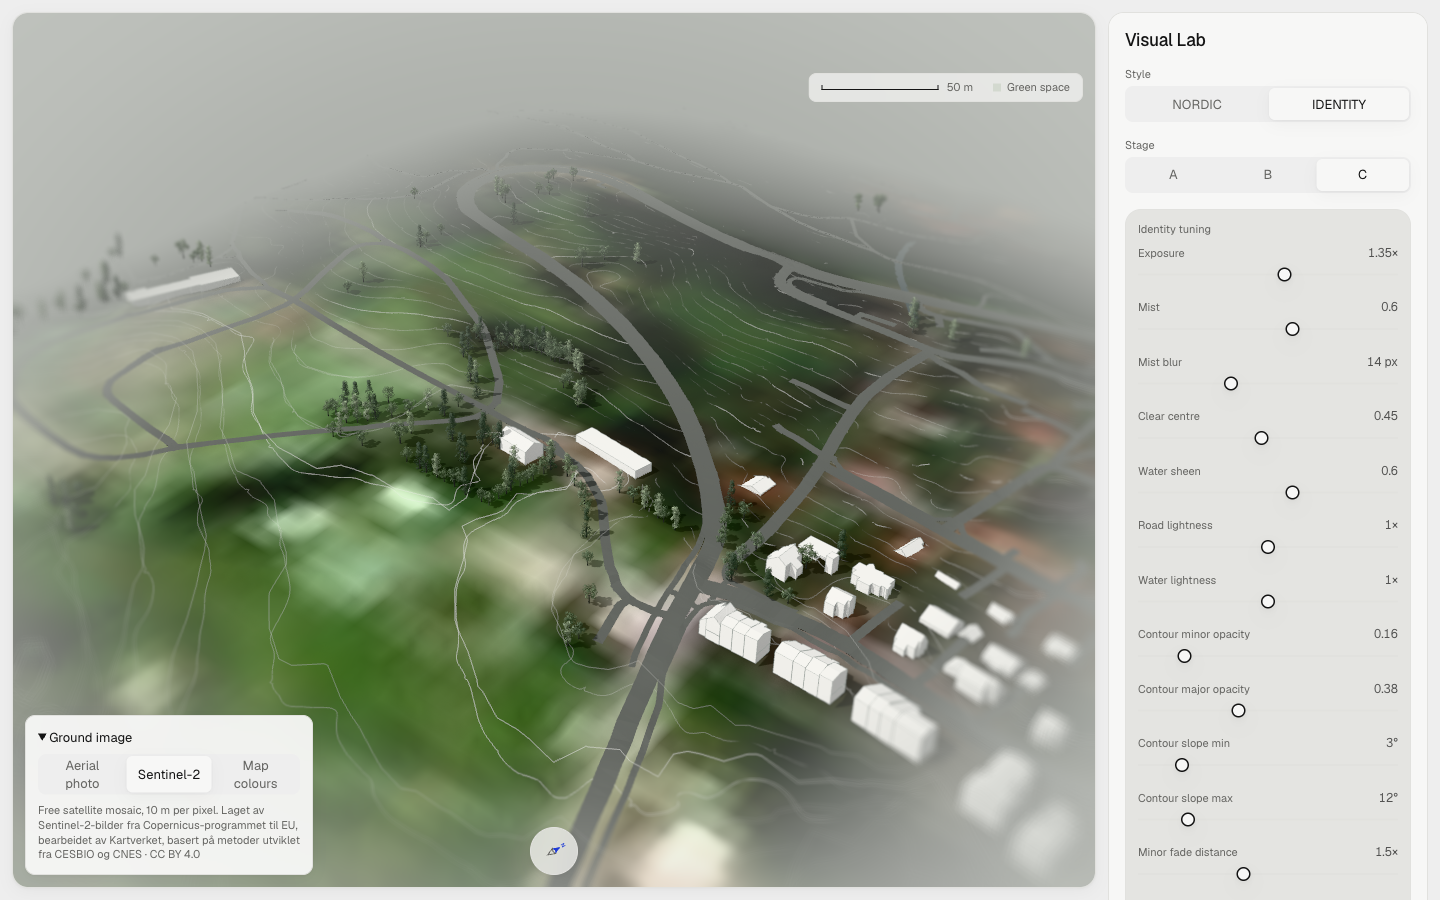 50 m
Green space
Visual Lab
Style
NORDIC
IDENTITY
Stage
A
B
C
Identity tuning
Exposure
1.35×
Mist
0.6
Mist blur
14 px
Clear centre
0.45
Water sheen
0.6
Road lightness
1×
Water lightness
1×
Contour minor opacity
0.16
Contour major opacity
0.38
Contour slope min
3°
Contour slope max
12°
Minor fade distance
1.5×
▼ Ground image
Aerial
photo
Sentinel-2
Map
colours
Free satellite mosaic, 10 m per pixel. Laget av
Sentinel-2-bilder fra Copernicus-programmet til EU,
bearbeidet av Kartverket, basert på metoder utviklet
fra CESBIO og CNES · CC BY 4.0